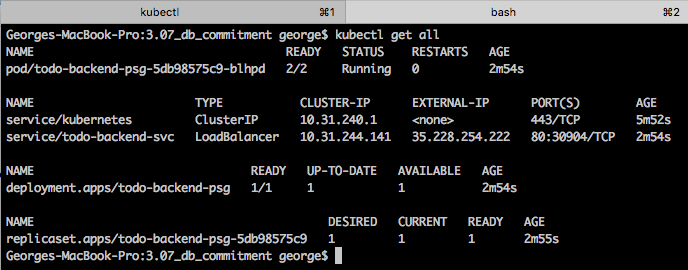 kubectl ⌘1 bash ⌘2
Georges-MacBook-Pro:3.07_db_commitment george$ kubectl get all
NAME READY STATUS RESTARTS AGE
pod/todo-backend-psg-5db98575c9-blhpd 2/2 Running 0 2m54s
NAME TYPE CLUSTER-IP EXTERNAL-IP PORT(S) AGE
service/kubernetes ClusterIP 10.31.240.1 <none> 443/TCP 5m52s
service/todo-backend-svc LoadBalancer 10.31.244.141 35.228.254.222 80:30904/TCP 2m54s
NAME READY UP-TO-DATE AVAILABLE AGE
deployment.apps/todo-backend-psg 1/1 1 1 2m54s
NAME DESIRED CURRENT READY AGE
replicaset.apps/todo-backend-psg-5db98575c9 1 1 1 2m55s
Georges-MacBook-Pro:3.07_db_commitment george$